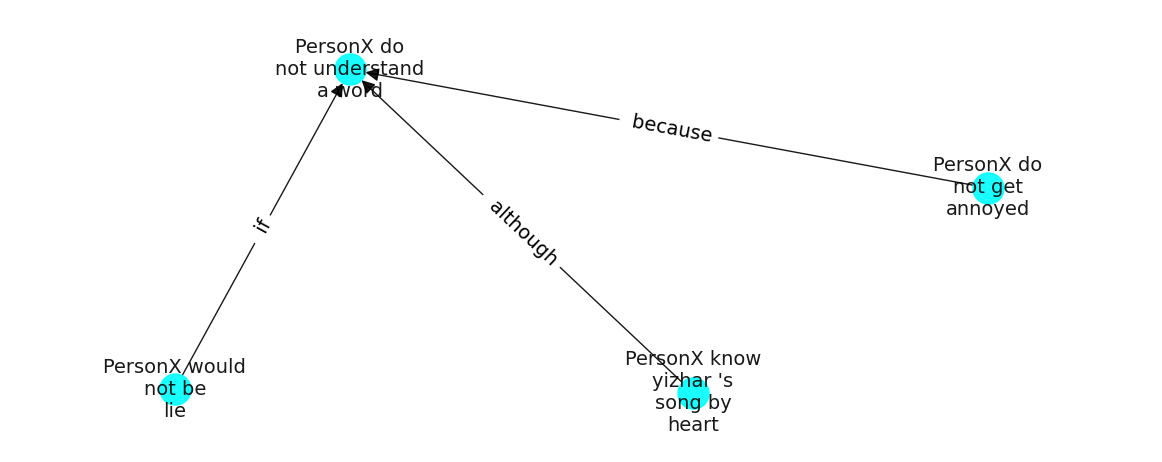 PersonX do
not understand
a word
because
PersonX do
not get
annoyed
although
if
PersonX would
not be
lie
PersonX know
yizhar 's
song by
heart